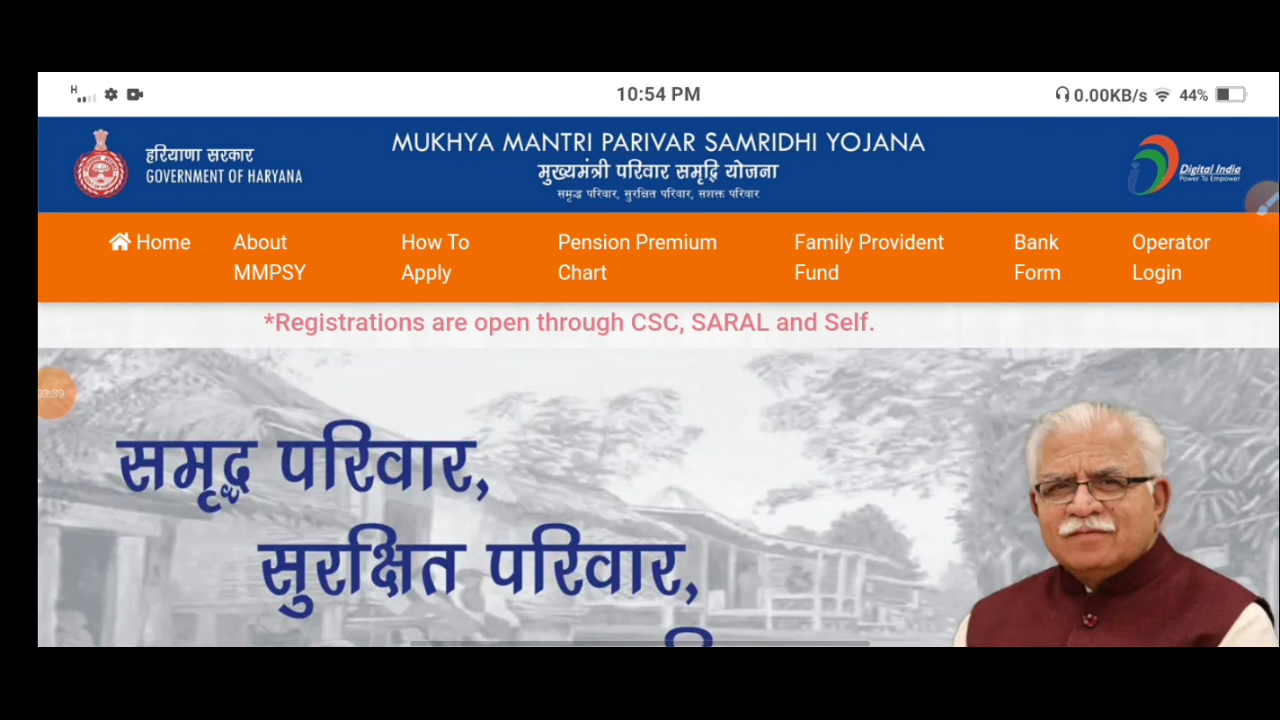 H
10:54 PM
0.00KB/s 44%
हरियाणा सरकार
GOVERNMENT OF HARYANA
MUKHYA MANTRI PARIVAR SAMRIDHI YOJANA
मुख्यमंत्री परिवार समृद्धि योजना
समृद्ध परिवार, सुरक्षित परिवार, सशक्त परिवार
Digital India
Power To Empower
Home
About
MMPSY
How To
Apply
Pension Premium
Chart
Family Provident
Fund
Bank
Form
Operator
Login
*Registrations are open through CSC, SARAL and Self.
03:39
समृद्ध परिवार,
सुरक्षित परिवार,